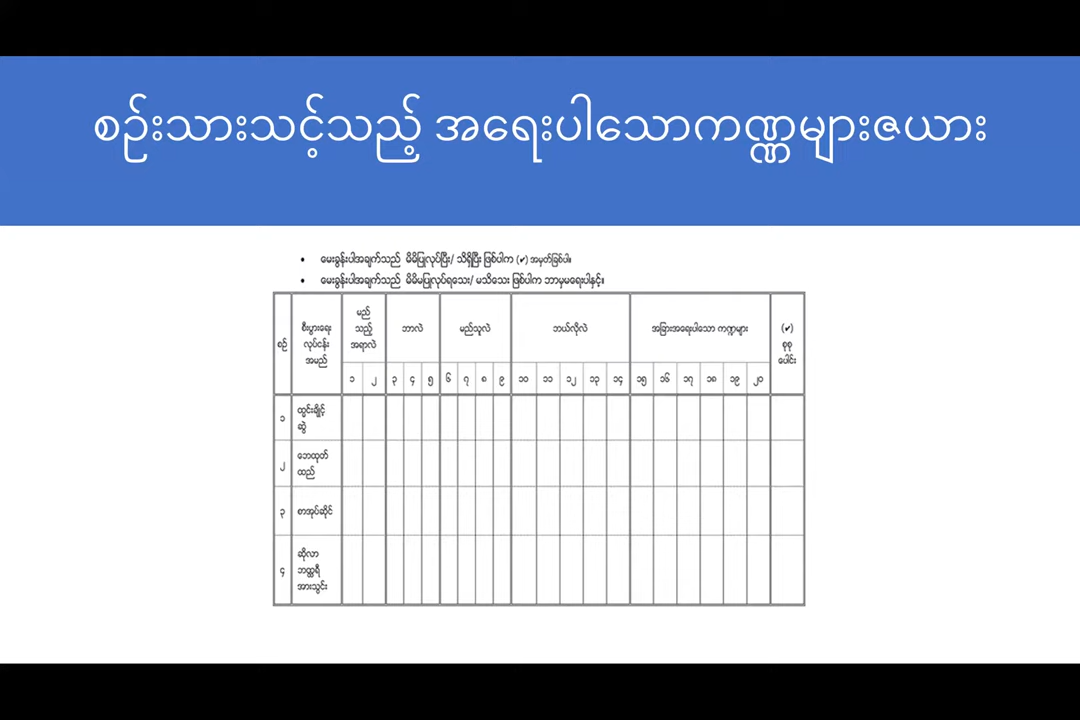 စဉ်းသားသင့်သည့် အရေးပါသောကဏ္ဍများဇယား
• မေးခွန်းပါအချက်သည် မိမိပြုလုပ်ပြီး/ သိရှိပြီး ဖြစ်ပါက (✔) အမှတ်ခြစ်ပါ။
• မေးခွန်းပါအချက်သည် မိမိမပြုလုပ်ရသေး/ မသိသေး ဖြစ်ပါက ဘာမှမရေးပါနှင့်။
စဉ်
စီးပွားရေး
လုပ်ငန်း
အမည်
မည်
သည့်
အရာလဲ
ဘာလဲ
မည်သူလဲ
ဘယ်လိုလဲ
အခြားအရေးပါသော ကဏ္ဍများ
(✔)
စုစု
ပေါင်း
၁ ၂ ၃ ၄ ၅ ၆ ၇ ၈ ၉ ၁၀ ၁၁ ၁၂ ၁၃ ၁၄ ၁၅ ၁၆ ၁၇ ၁၈ ၁၉ ၂၀
၁ ထွင်းချိုင့်
ဆွဲ
၂ ဘေထုတ်
ထည်
၃ စာအုပ်ဆိုင်
၄ ဆိုလာ
ဘတ္ထရီ
အားသွင်း